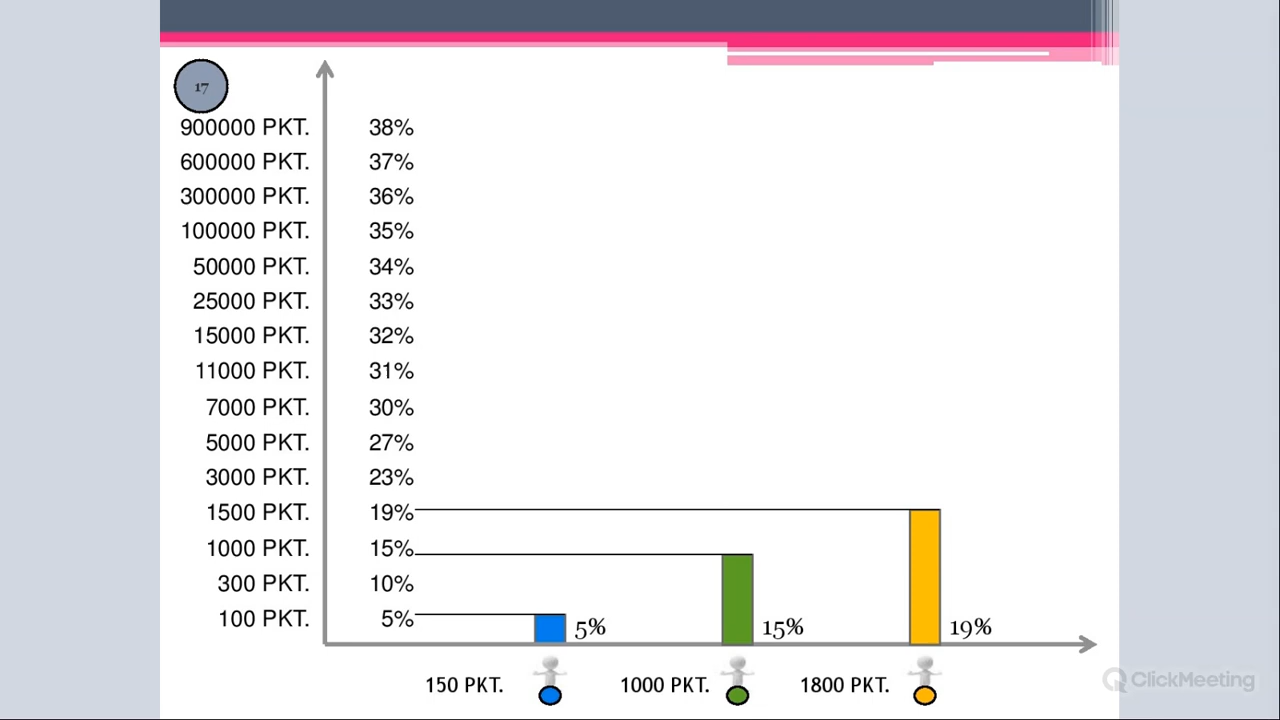 17
900000 PKT. 38%
600000 PKT. 37%
300000 PKT. 36%
100000 PKT. 35%
50000 PKT. 34%
25000 PKT. 33%
15000 PKT. 32%
11000 PKT. 31%
7000 PKT. 30%
5000 PKT. 27%
3000 PKT. 23%
1500 PKT. 19%
1000 PKT. 15%
300 PKT. 10%
100 PKT. 5%
5% 15% 19%
150 PKT. 1000 PKT. 1800 PKT.
ClickMeeting